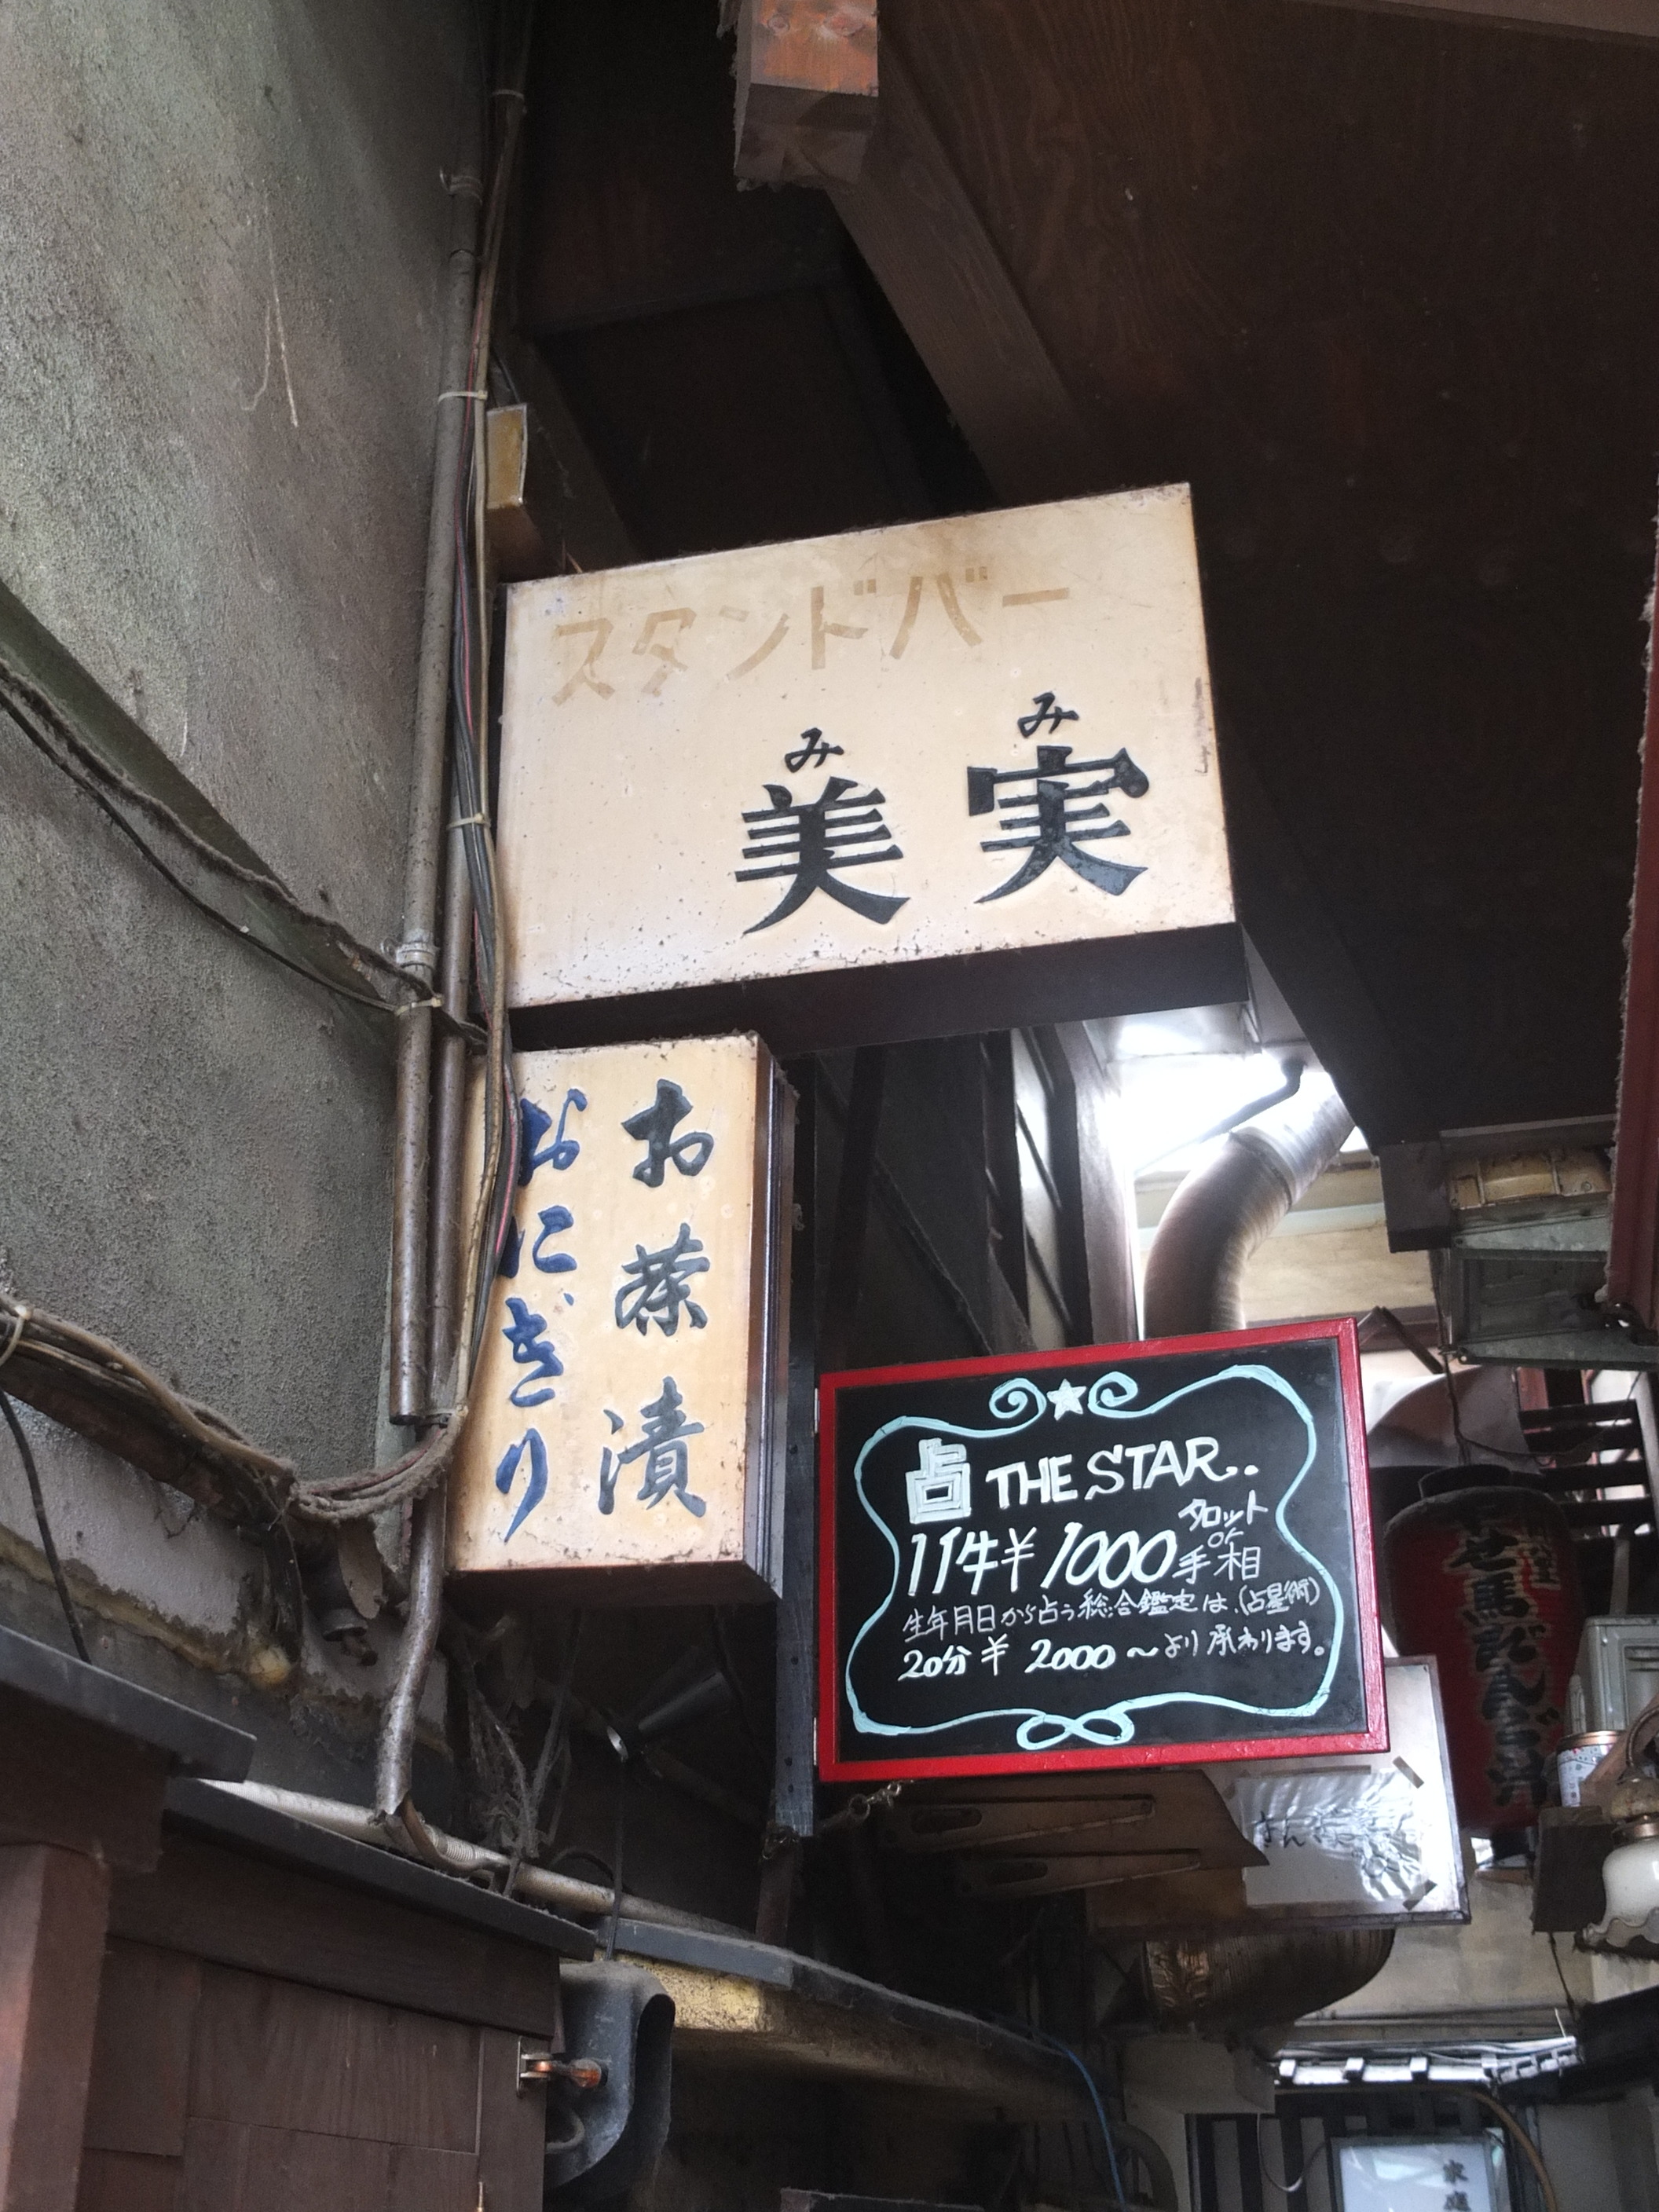 スタンドバー
みみ
美実
お茶漬
おにぎり
占 THE STAR..
1件¥1000 タロット
or
手相
生年月日から占う総合鑑定は、(占星術)
20分¥2000〜より承わります。